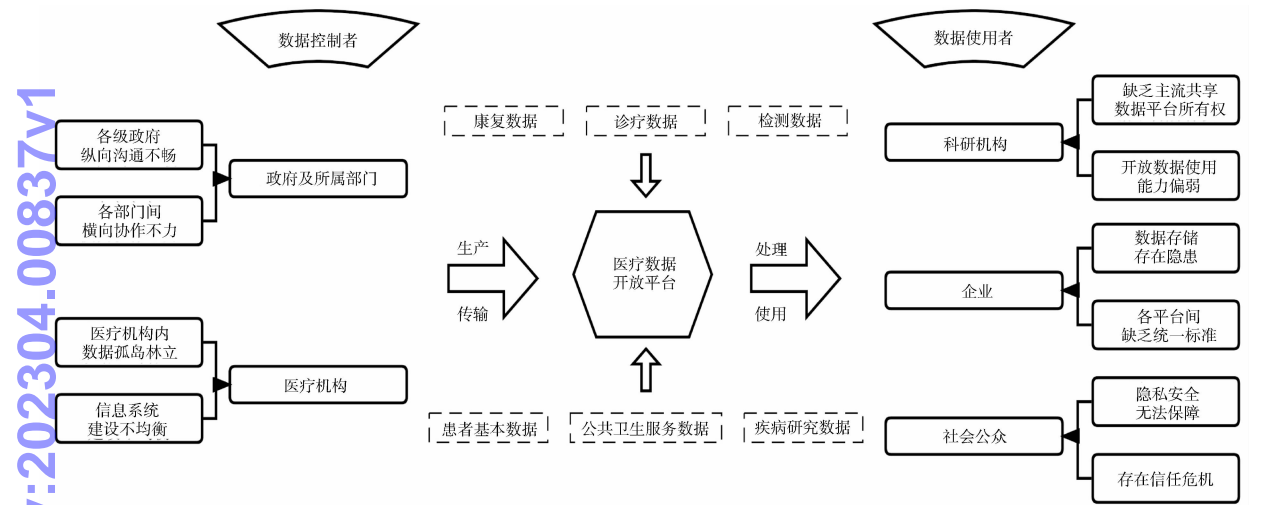 数据控制者
数据使用者
各级政府
纵向沟通不畅
各部门间
横向协作不力
政府及所属部门
医疗机构内
数据孤岛林立
信息系统
建设不均衡
医疗机构
康复数据
诊疗数据
检测数据
生产
传输
医疗数据
开放平台
处理
使用
患者基本数据
公共卫生服务数据
疾病研究数据
科研机构
缺乏主流共享
数据平台所有权
开放数据使用
能力偏弱
企业
数据存储
存在隐患
各平台间
缺乏统一标准
社会公众
隐私安全
无法保障
存在信任危机
:202304.00837v1